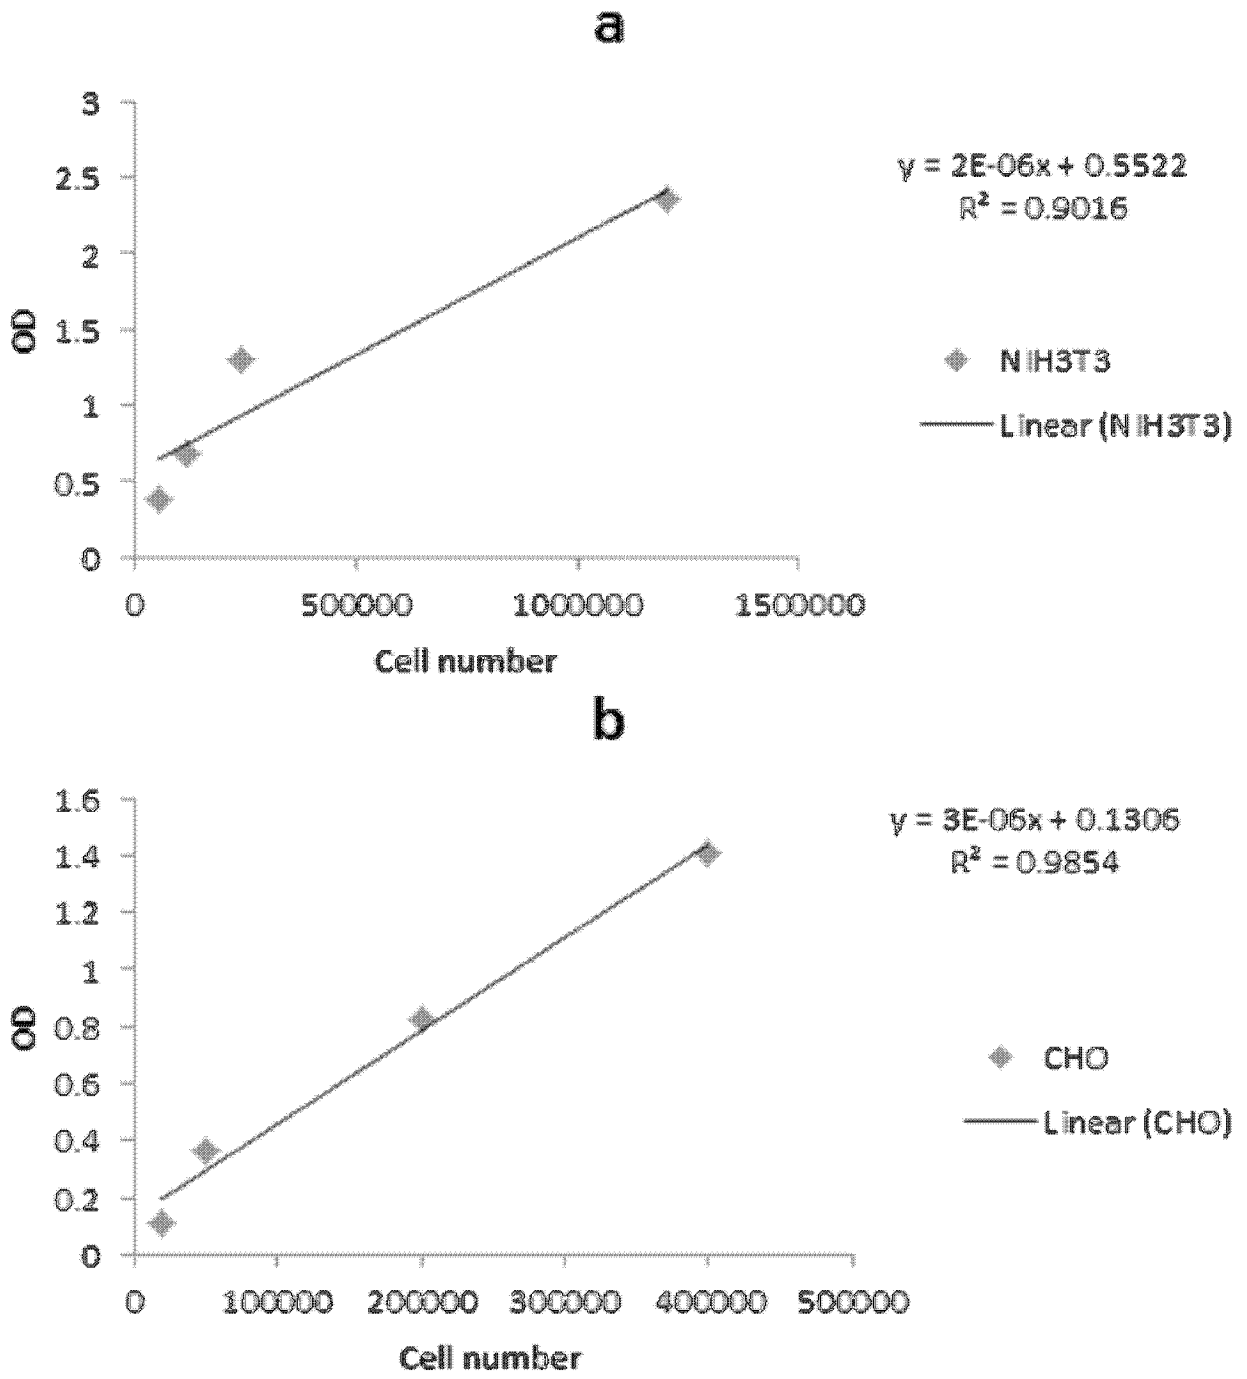 a
3
2.5
2
1.5
1
0.5
0
OD
0 500000 1000000 1500000
Cell number
y = 2E-06x + 0.5522
R² = 0.9016
NIH3T3
Linear (NIH3T3)
b
1.6
1.4
1.2
1
0.8
0.6
0.4
0.2
0
OD
0 100000 200000 300000 400000 500000
Cell number
y = 3E-06x + 0.1306
R² = 0.9854
CHO
Linear (CHO)